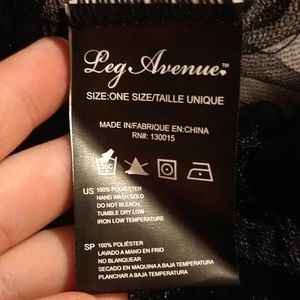 Leg Avenue™
SIZE:ONE SIZE/TAILLE UNIQUE
MADE IN/FABRIQUE EN:CHINA
RN#: 130015
US 100% POLYESTER
HAND WASH COLD
DO NOT BLEACH,
TUMBLE DRY LOW
IRON LOW TEMPERATURE
SP 100% POLIÉSTER
LAVADO A MANO EN FRIO
NO BLANQUEAR
SECADO EN MAQUINA A BAJA TEMPERATURA
PLANCHAR A BAJA TEMPERATURA